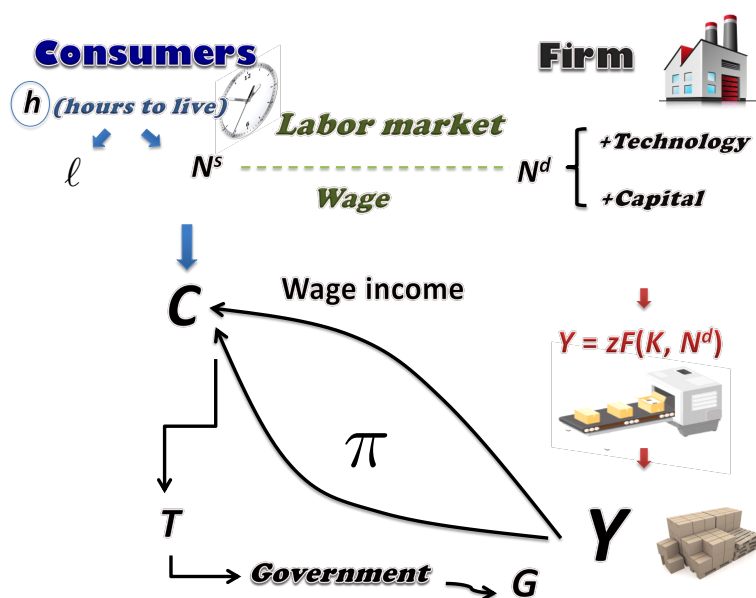 Consumers
Firm
h (hours to live)
Labor market
+Technology
ℓ
Nˢ
Nᵈ
Wage
+Capital
Wage income
C
Y = zF(K, Nᵈ)
π
T
Y
Government
G